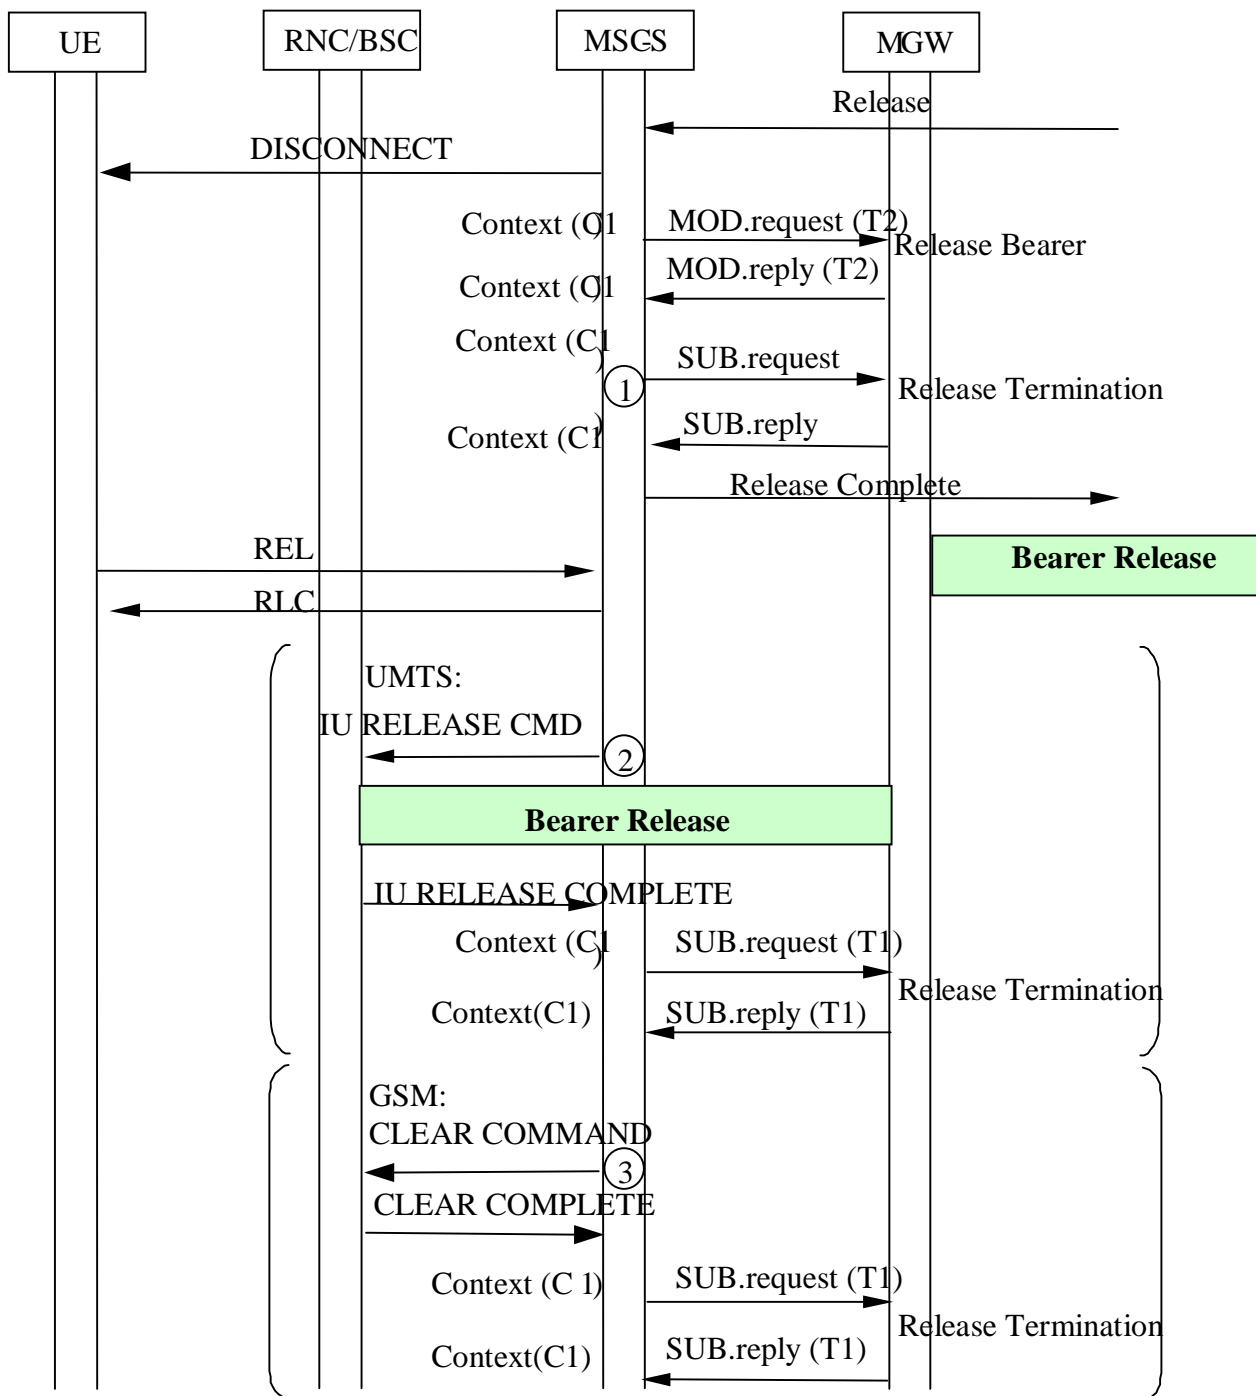 UE
RNC/BSC
MSC-S
MGW
Release
DISCONNECT
Context (C1)
MOD.request (T2)
Release Bearer
MOD.reply (T2)
Context (C1)
Context (C1)
SUB.request
1
Release Termination
Context (C1)
SUB.reply
Release Complete
REL
Bearer Release
RLC
UMTS:
IU RELEASE CMD
2
Bearer Release
IU RELEASE COMPLETE
Context (C1)
SUB.request (T1)
Release Termination
Context(C1)
SUB.reply (T1)
GSM:
CLEAR COMMAND
3
CLEAR COMPLETE
Context (C 1)
SUB.request (T1)
Release Termination
Context(C1)
SUB.reply (T1)